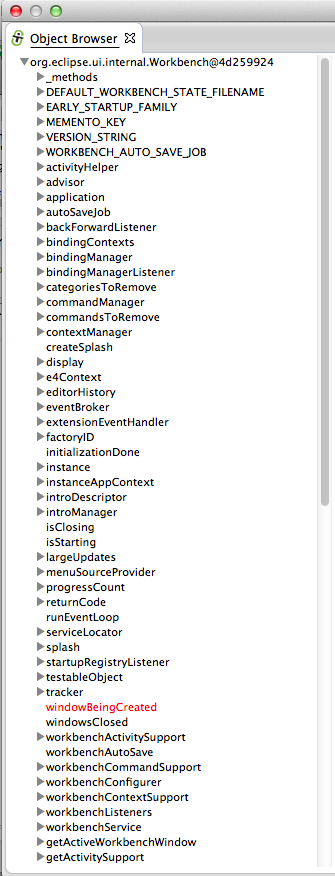 Object Browser
org.eclipse.ui.internal.Workbench@4d259924
_methods
DEFAULT_WORKBENCH_STATE_FILENAME
EARLY_STARTUP_FAMILY
MEMENTO_KEY
VERSION_STRING
WORKBENCH_AUTO_SAVE_JOB
activityHelper
advisor
application
autoSaveJob
backForwardListener
bindingContexts
bindingManager
bindingManagerListener
categoriesToRemove
commandManager
commandsToRemove
contextManager
createSplash
display
e4Context
editorHistory
eventBroker
extensionEventHandler
factoryID
initializationDone
instance
instanceAppContext
introDescriptor
introManager
isClosing
isStarting
largeUpdates
menuSourceProvider
progressCount
returnCode
runEventLoop
serviceLocator
splash
startupRegistryListener
testableObject
tracker
windowBeingCreated
windowsClosed
workbenchActivitySupport
workbenchAutoSave
workbenchCommandSupport
workbenchConfigurer
workbenchContextSupport
workbenchListeners
workbenchService
getActiveWorkbenchWindow
getActivitySupport